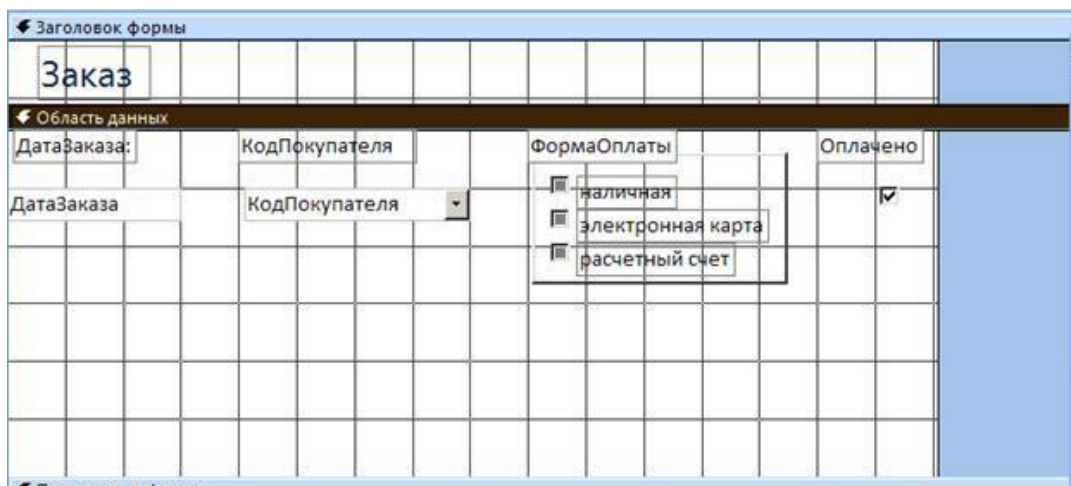 Заголовок формы
Заказ
Область данных
ДатаЗаказа: КодПокупателя ФормаОплаты Оплачено
ДатаЗаказа КодПокупателя наличная
электронная карта
расчетный счет